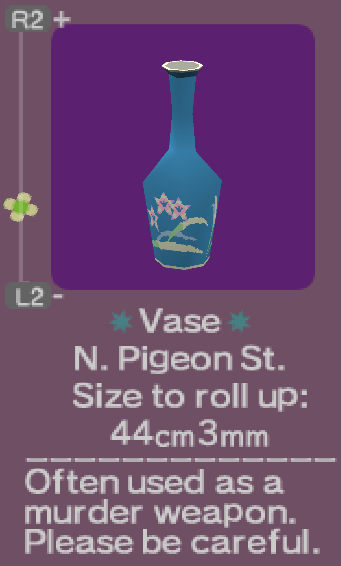 R2 +
L2 -
Vase
N. Pigeon St.
Size to roll up:
44cm3mm
Often used as a
murder weapon.
Please be careful.